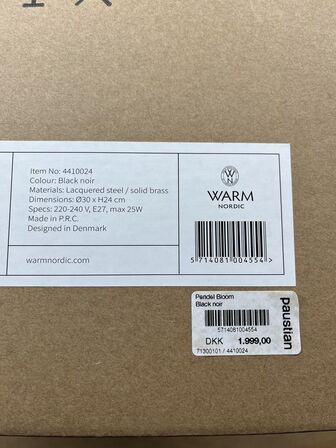 Item No: 4410024
Colour: Black noir
Materials: Lacquered steel / solid brass
Dimensions: Ø30 x H24 cm
Specs: 220-240 V, E27, max 25W
Made in P.R.C.
Designed in Denmark
warmnordic.com
WN
WARM
NORDIC
5 714081 004554 >
Pendel Bloom
Black noir
5714081004554
DKK 1.999,00
71300101 / 4410024
paustian